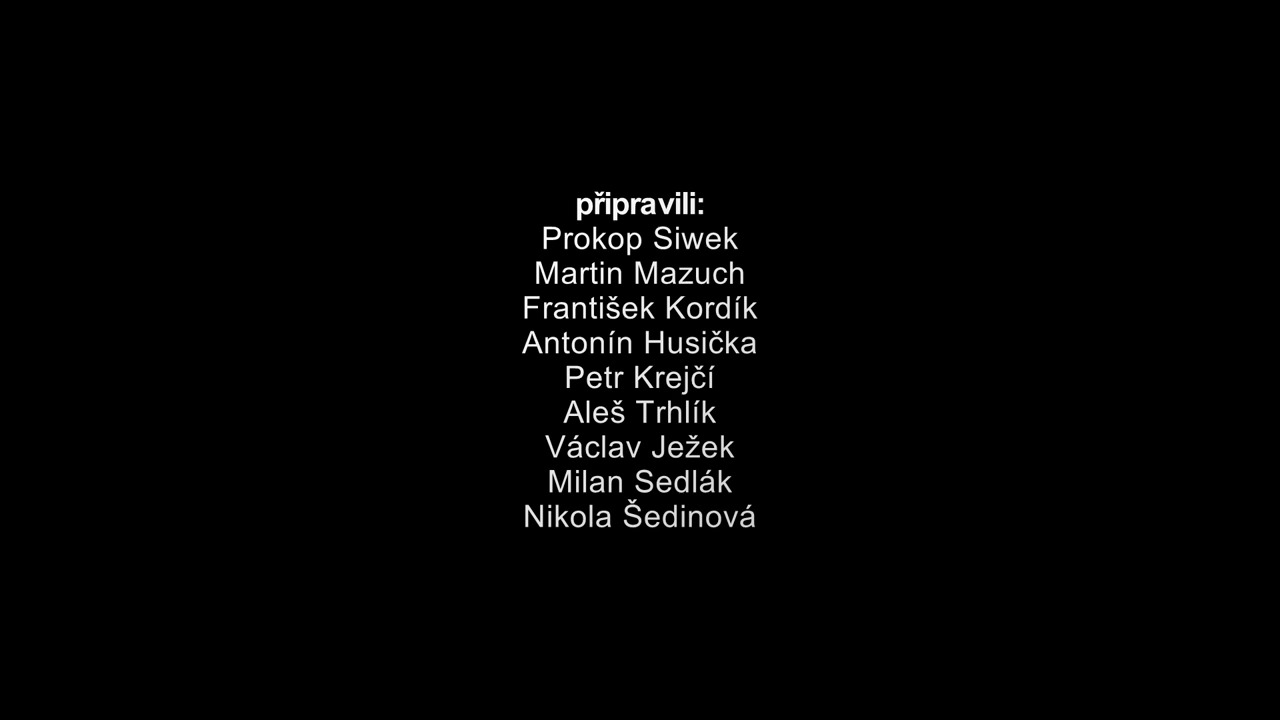 připravili:
Prokop Siwek
Martin Mazuch
František Kordík
Antonín Husička
Petr Krejčí
Aleš Trhlík
Václav Ježek
Milan Sedlák
Nikola Šedinová